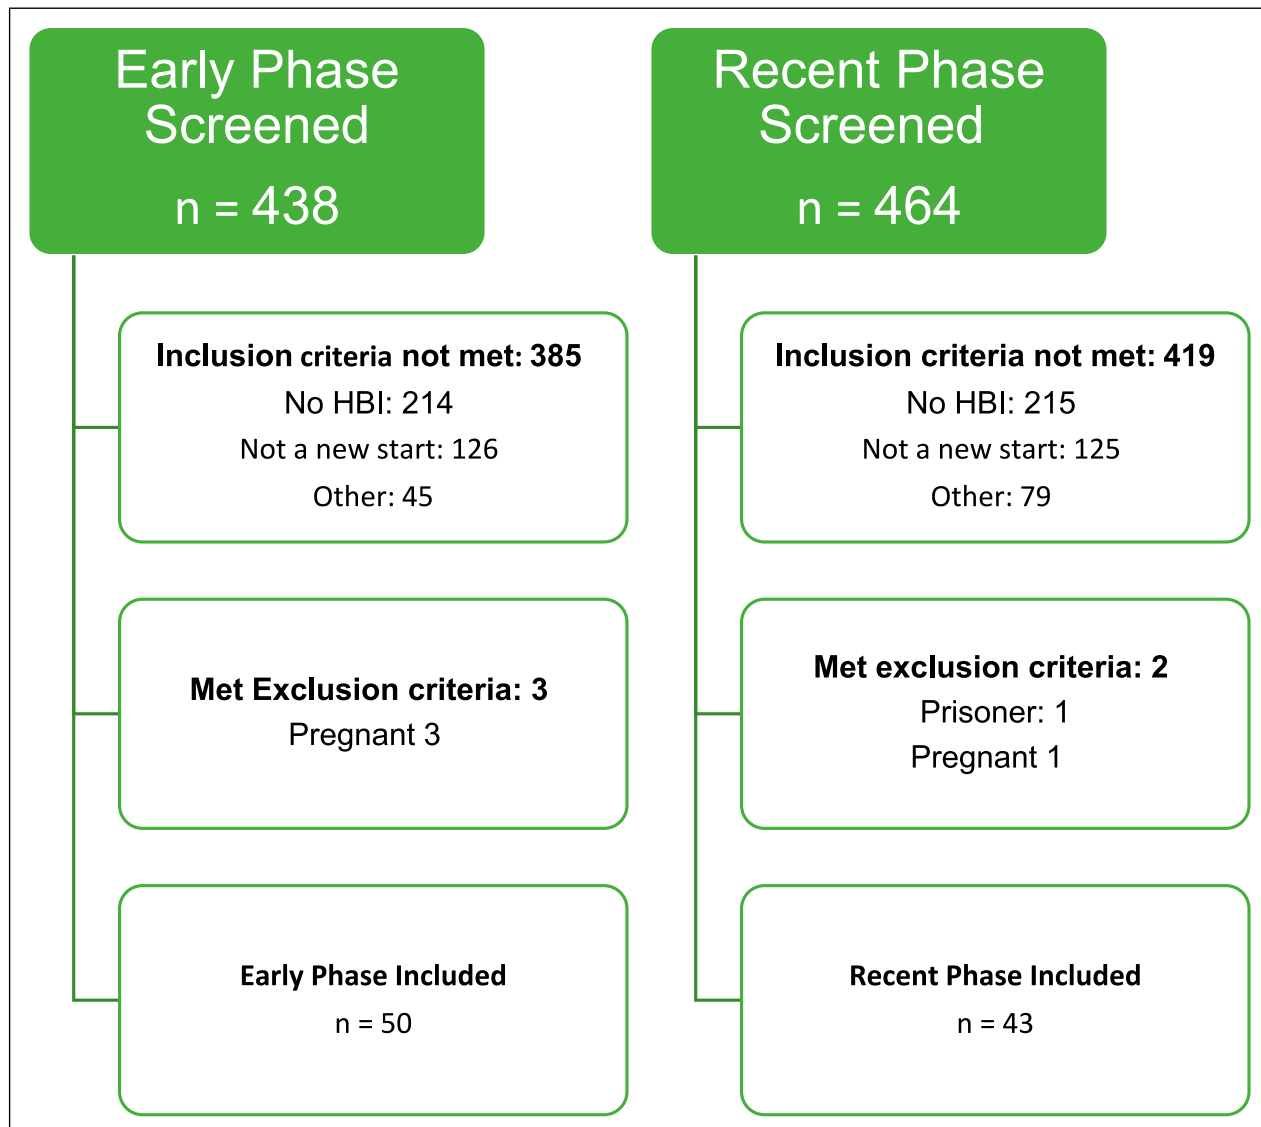 Early Phase
Screened
n = 438
Inclusion criteria not met: 385
No HBI: 214
Not a new start: 126
Other: 45
Met Exclusion criteria: 3
Pregnant 3
Early Phase Included
n = 50
Recent Phase
Screened
n = 464
Inclusion criteria not met: 419
No HBI: 215
Not a new start: 125
Other: 79
Met exclusion criteria: 2
Prisoner: 1
Pregnant 1
Recent Phase Included
n = 43